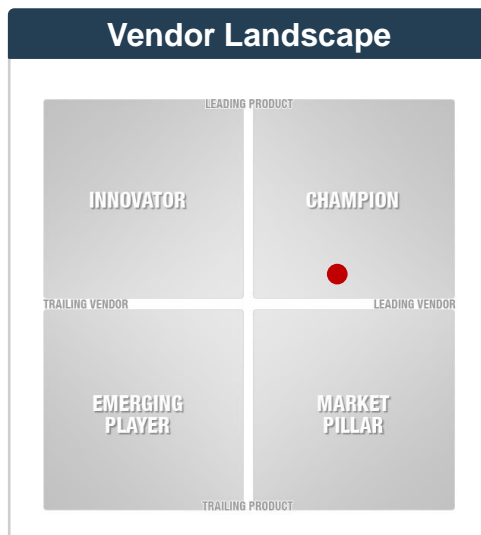 Vendor Landscape
LEADING PRODUCT
INNOVATOR
CHAMPION
TRAILING VENDOR
LEADING VENDOR
EMERGING
PLAYER
MARKET
PILLAR
TRAILING PRODUCT